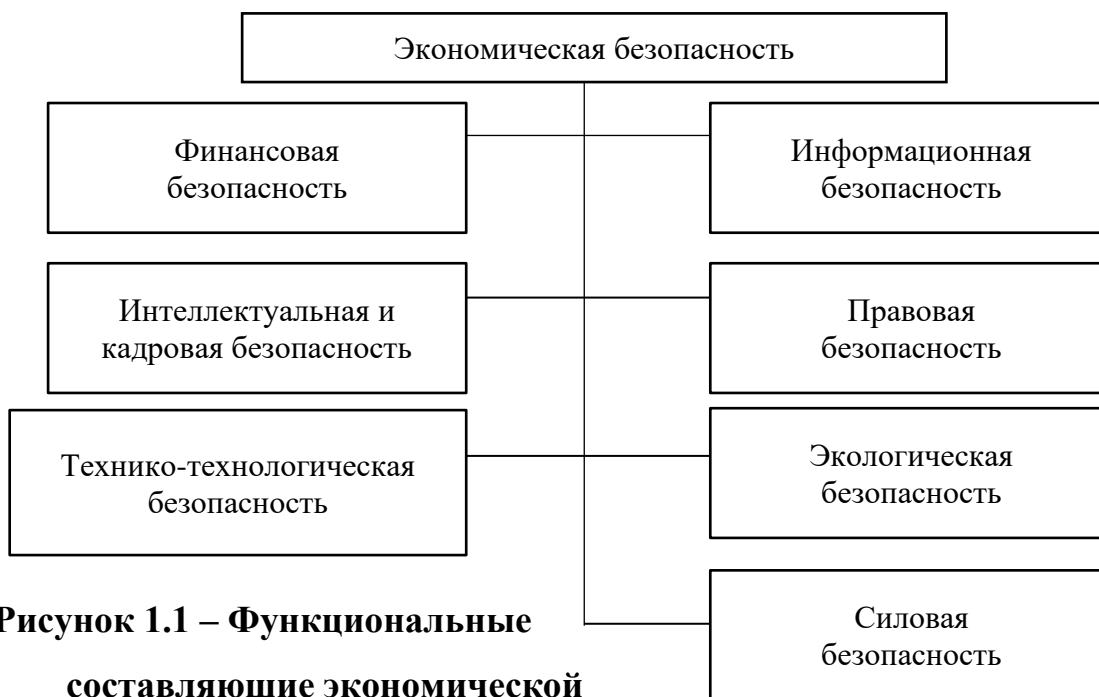 Экономическая безопасность
Финансовая
безопасность
Информационная
безопасность
Интеллектуальная и
кадровая безопасность
Правовая
безопасность
Технико-технологическая
безопасность
Экологическая
безопасность
Силовая
безопасность
Рисунок 1.1 – Функциональные
составляющие экономической